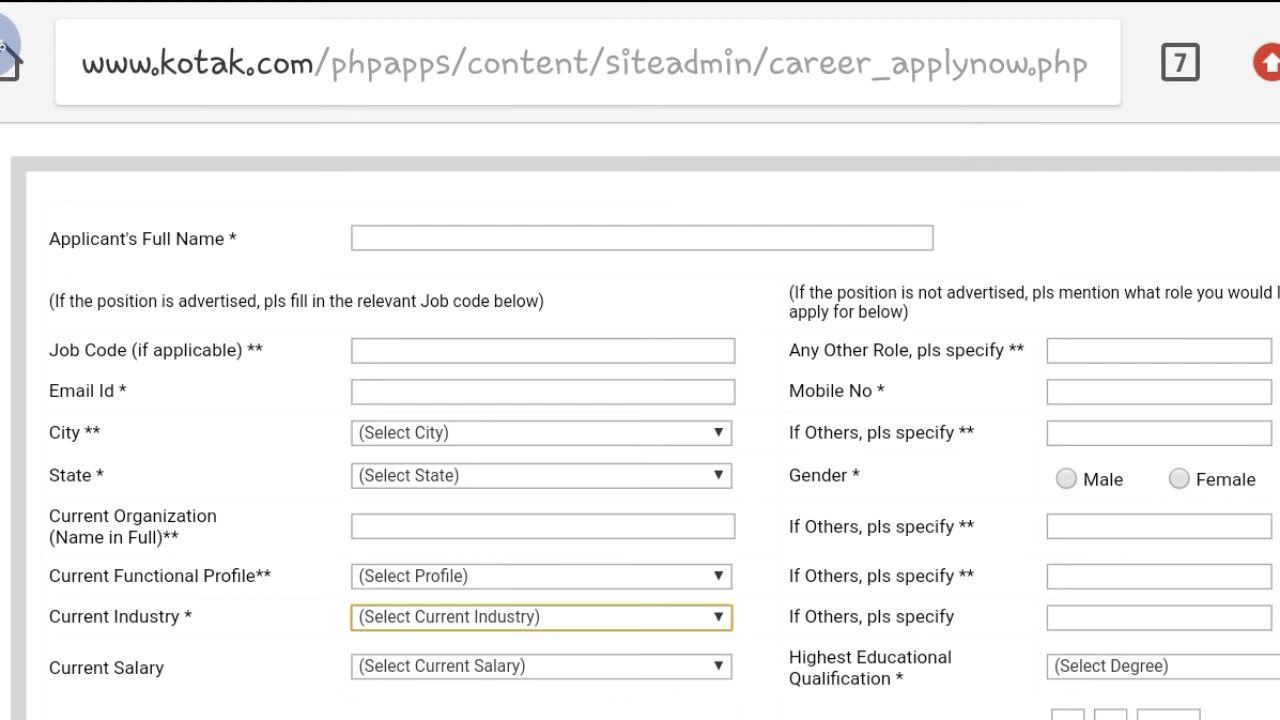 www.kotak.com/phpapps/content/siteadmin/career_applynow.php
7
Applicant's Full Name *
(If the position is advertised, pls fill in the relevant Job code below)
(If the position is not advertised, pls mention what role you would
apply for below)
Job Code (if applicable) **
Any Other Role, pls specify **
Email Id *
Mobile No *
City **
(Select City)
If Others, pls specify **
State *
(Select State)
Gender *
Male
Female
Current Organization
(Name in Full)**
If Others, pls specify **
Current Functional Profile**
(Select Profile)
If Others, pls specify **
Current Industry *
(Select Current Industry)
If Others, pls specify
Current Salary
(Select Current Salary)
Highest Educational
Qualification *
(Select Degree)